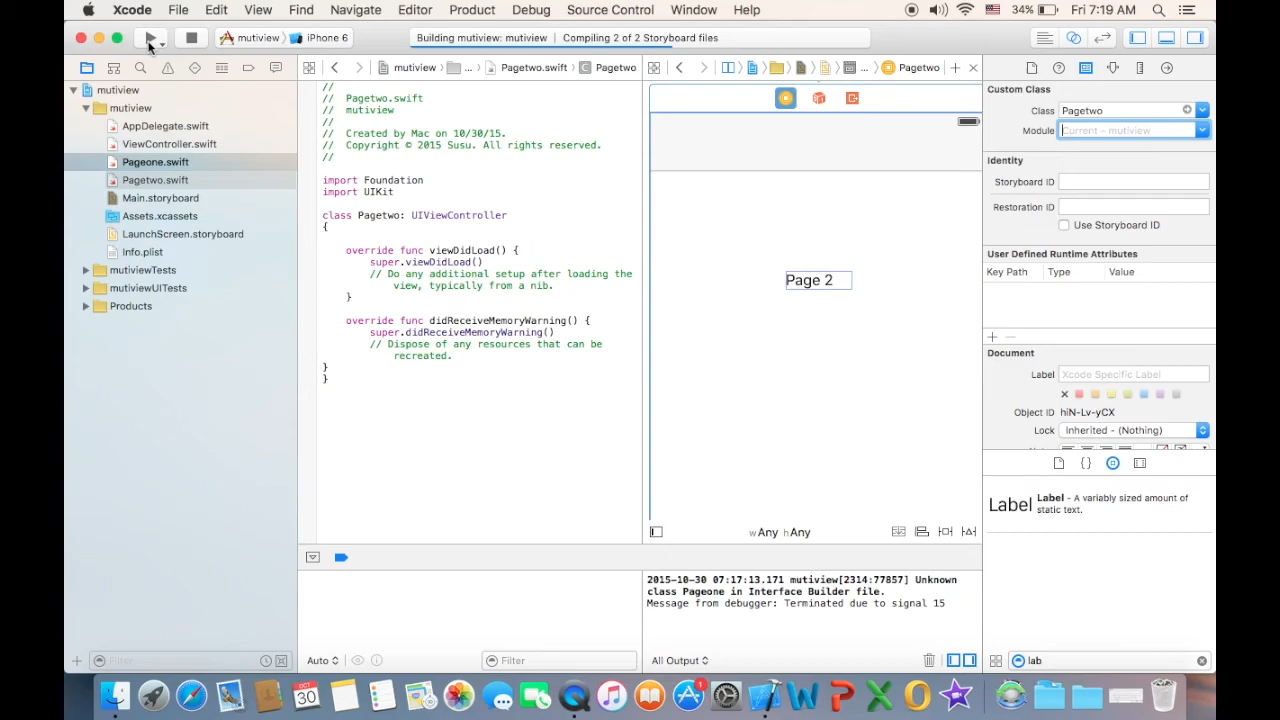 Xcode File Edit View Find Navigate Editor Product Debug Source Control Window Help 34% Fri 7:19 AM
mutiview iPhone 6 Building mutiview: mutiview | Compiling 2 of 2 Storyboard files
mutiview ... Pagetwo.swift Pagetwo
... Pagetwo
mutiview
mutiview
AppDelegate.swift
ViewController.swift
Pageone.swift
Pagetwo.swift
Main.storyboard
Assets.xcassets
LaunchScreen.storyboard
Info.plist
mutiviewTests
mutiviewUITests
Products
Filter
//
// Pagetwo.swift
// mutiview
//
// Created by Mac on 10/30/15.
// Copyright © 2015 Susu. All rights reserved.
//
import Foundation
import UIKit
class Pagetwo: UIViewController
{
override func viewDidLoad() {
super.viewDidLoad()
// Do any additional setup after loading the
view, typically from a nib.
}
override func didReceiveMemoryWarning() {
super.didReceiveMemoryWarning()
// Dispose of any resources that can be
recreated.
}
}
Page 2
wAny hAny
Custom Class
Class Pagetwo
Module Current – mutiview
Identity
Storyboard ID
Restoration ID
Use Storyboard ID
User Defined Runtime Attributes
Key Path Type Value
Document
Label Xcode Specific Label
Object ID hiN-Lv-yCX
Lock Inherited - (Nothing)
Label Label - A variably sized amount of
static text.
lab
2015-10-30 07:17:13.171 mutiview[2314:77857] Unknown
class Pageone in Interface Builder file.
Message from debugger: Terminated due to signal 15
Auto Filter
All Output
OCT
30
1